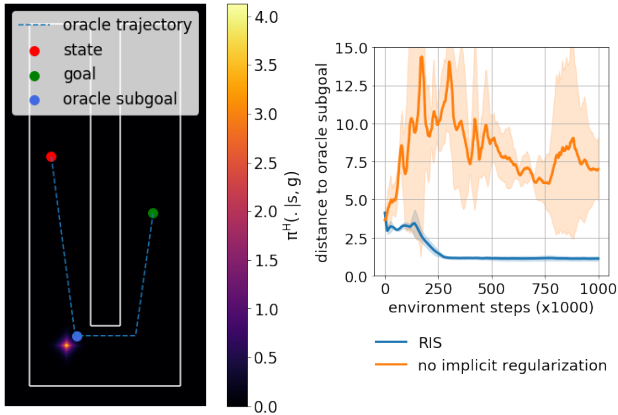 oracle trajectory
state
goal
oracle subgoal
4.0
3.5
3.0
2.5
2.0
1.5
1.0
0.5
0.0
π^H(. |s, g)
15.0
12.5
10.0
7.5
5.0
2.5
0.0
distance to oracle subgoal
0 250 500 750 1000
environment steps (x1000)
RIS
no implicit regularization